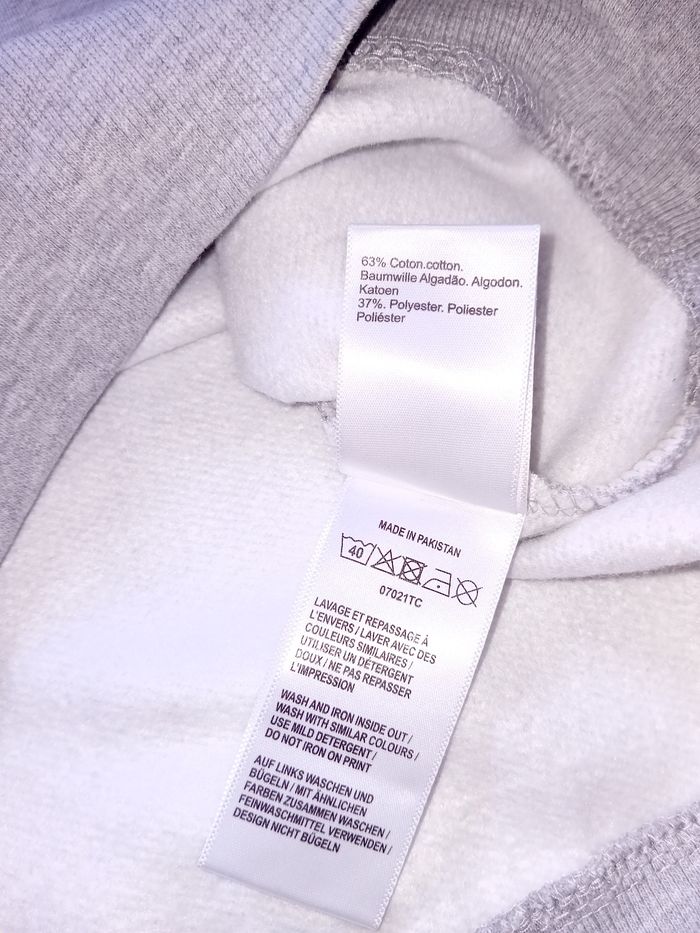 63% Coton.cotton.
Baumwille Algadão. Algodon.
Katoen
37%. Polyester. Poliester
Poliéster
MADE IN PAKISTAN
40
07021TC
LAVAGE ET REPASSAGE À
L'ENVERS / LAVER AVEC DES
COULEURS SIMILAIRES /
UTILISER UN DÉTERGENT
DOUX / NE PAS REPASSER
L'IMPRESSION
WASH AND IRON INSIDE OUT /
WASH WITH SIMILAR COLOURS /
USE MILD DETERGENT /
DO NOT IRON ON PRINT
AUF LINKS WASCHEN UND
BÜGELN / MIT ÄHNLICHEN
FARBEN ZUSAMMEN WASCHEN /
FEINWASCHMITTEL VERWENDEN /
DESIGN NICHT BÜGELN